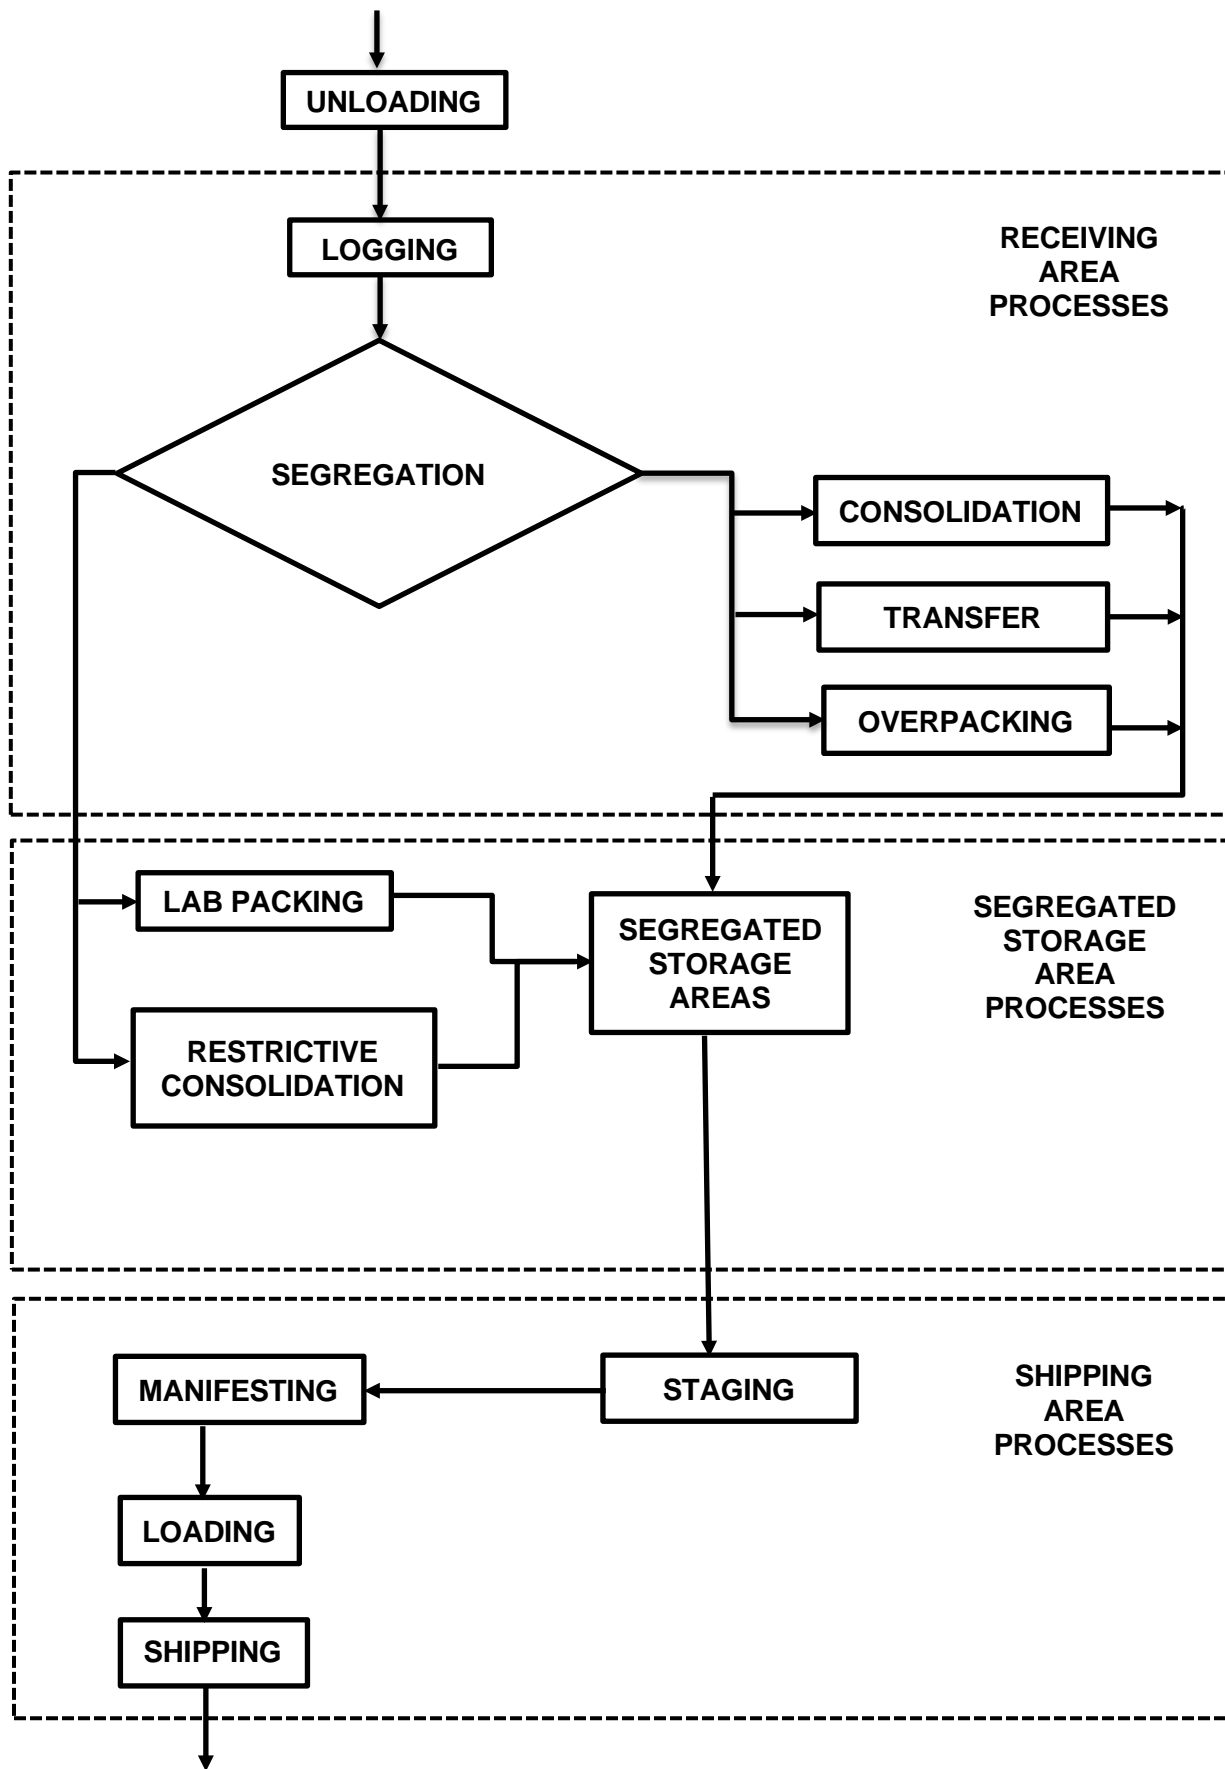 UNLOADING
LOGGING
RECEIVING
AREA
PROCESSES
SEGREGATION
CONSOLIDATION
TRANSFER
OVERPACKING
LAB PACKING
SEGREGATED
STORAGE
AREAS
SEGREGATED
STORAGE
AREA
PROCESSES
RESTRICTIVE
CONSOLIDATION
MANIFESTING
STAGING
SHIPPING
AREA
PROCESSES
LOADING
SHIPPING